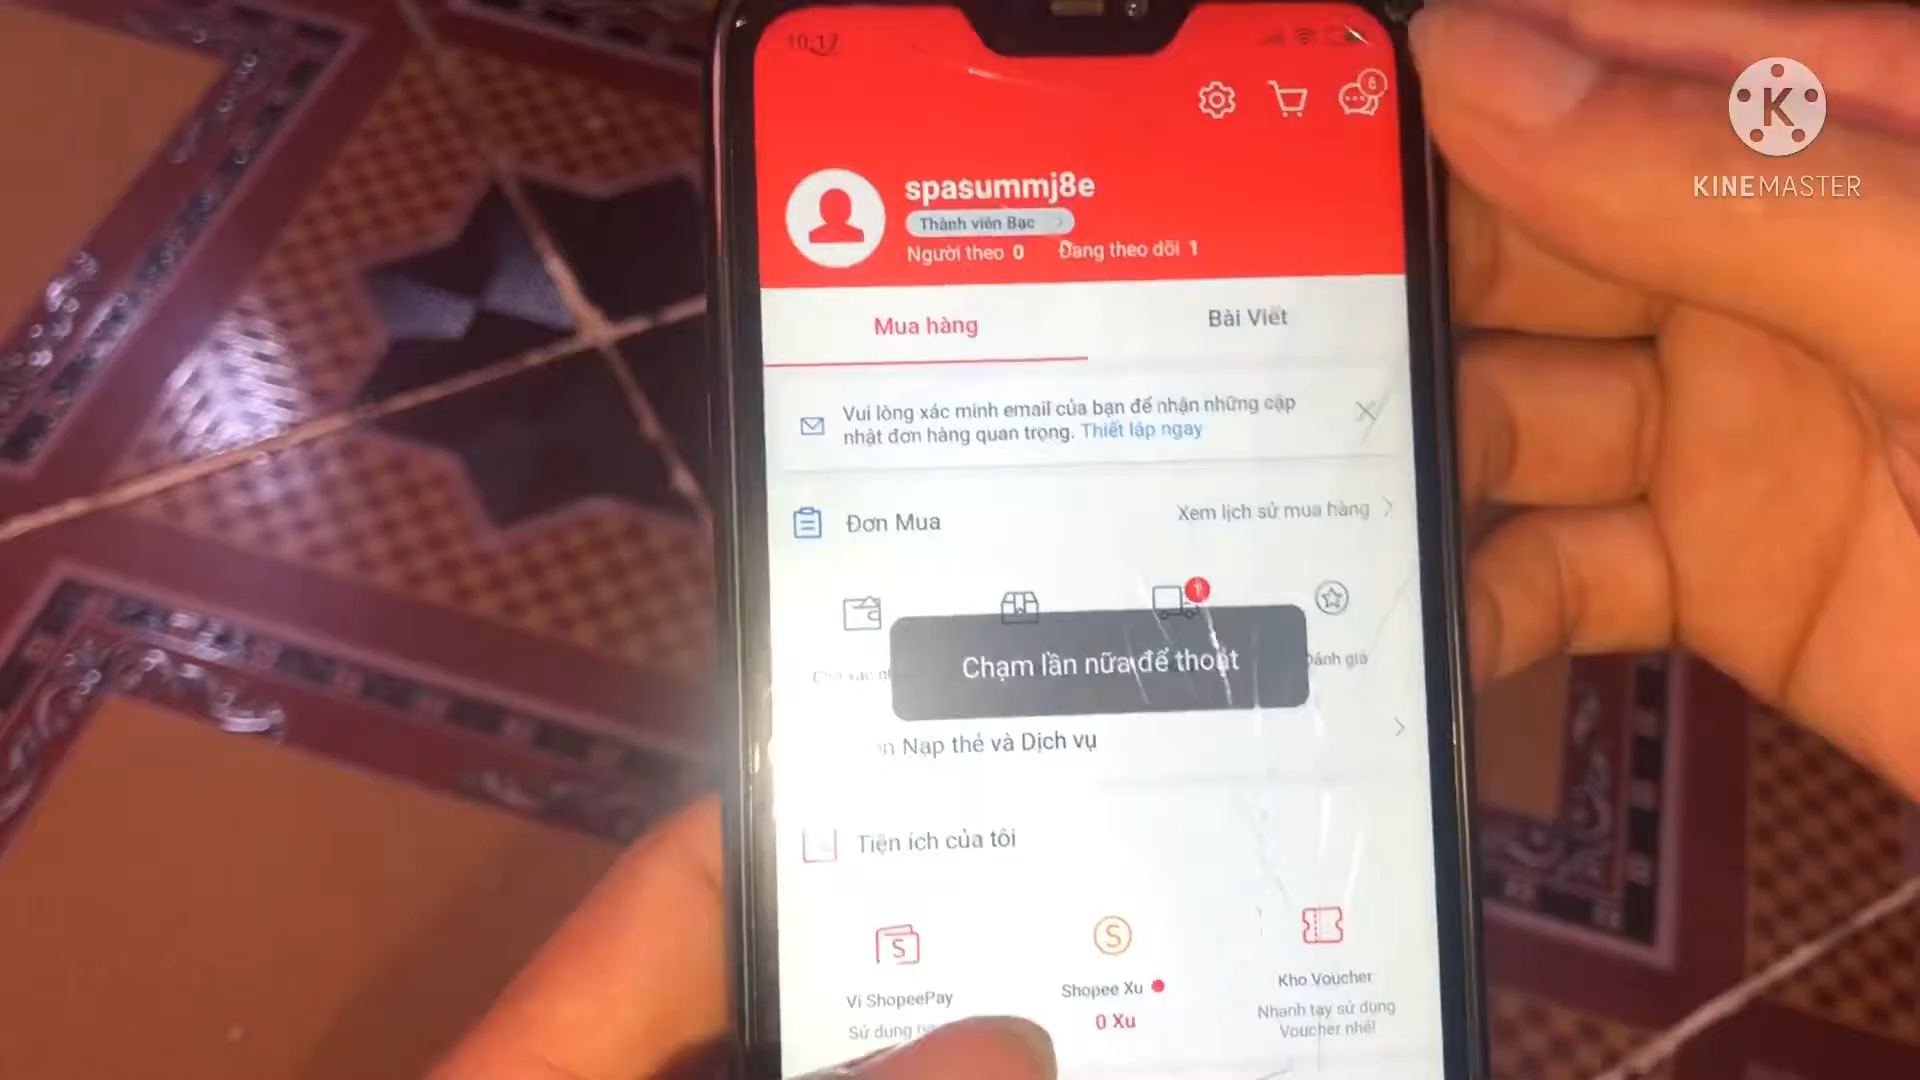 10:17
6
K
KINEMASTER
spasummj8e
Thành viên Bạc
Người theo 0 Đang theo dõi 1
Mua hàng
Bài Viết
Vui lòng xác minh email của bạn để nhận những cập
nhật đơn hàng quan trọng. Thiết lập ngay
Đơn Mua
Xem lịch sử mua hàng
1
Chạm lần nữa để thoát
Đánh giá
Nạp thẻ và Dịch vụ
Tiện ích của tôi
S
S
Ví ShopeePay
Shopee Xu
Kho Voucher
Sử dụng
0 Xu
Nhanh tay sử dụng
Voucher nhé!